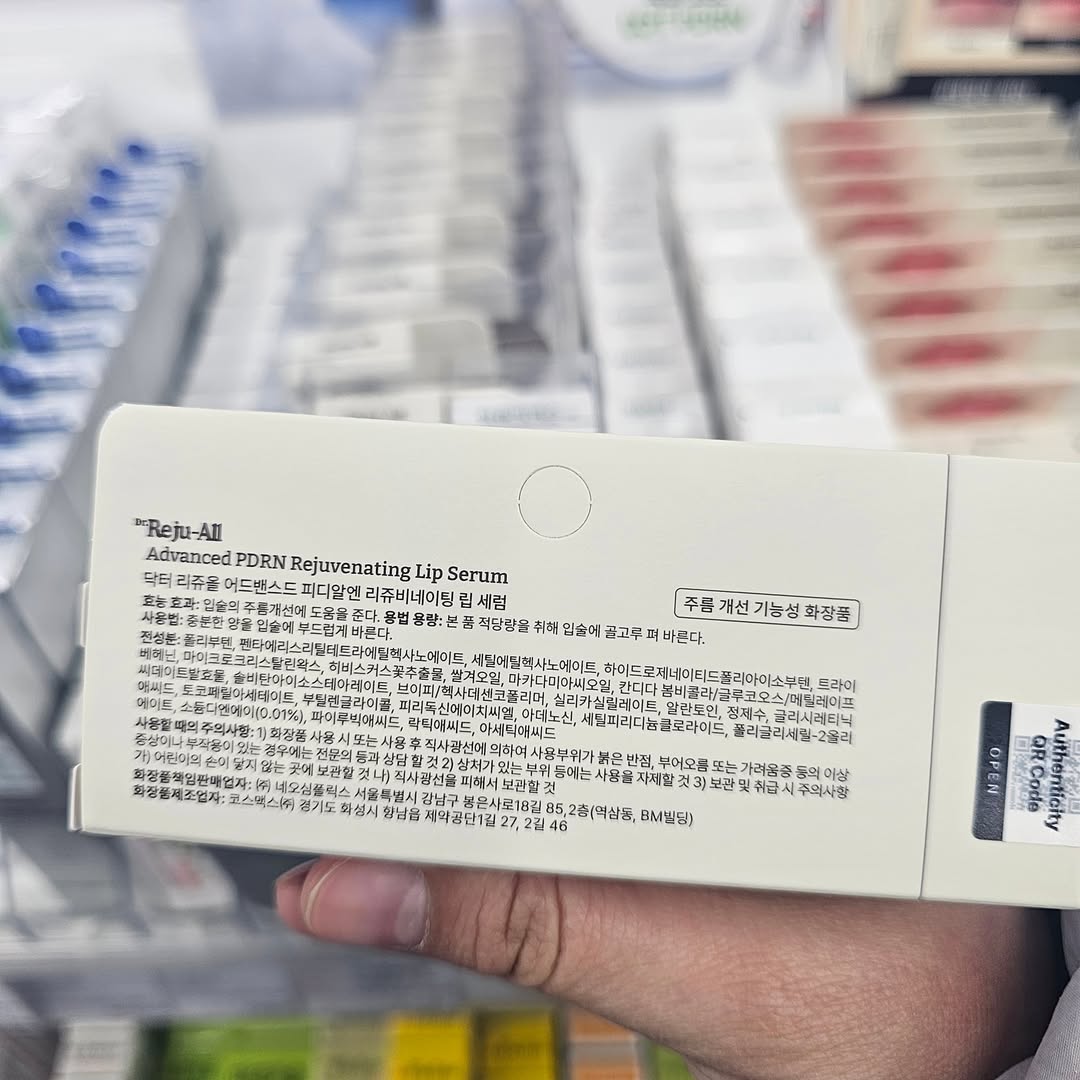 Dr.Reju-All
Advanced PDRN Rejuvenating Lip Serum
닥터 리쥬올 어드밴스드 피디알엔 리쥬비네이팅 립 세럼
주름 개선 기능성 화장품
효능 효과: 입술의 주름개선에 도움을 준다. 용법 용량: 본 품 적당량을 취해 입술에 골고루 펴 바른다.
사용법: 충분한 양을 입술에 부드럽게 바른다.
전성분: 폴리부텐, 펜타에리스리틸테트라에틸헥사노에이트, 세틸에틸헥사노에이트, 하이드로제네이티드폴리아이소부텐, 트라이
베헤닌, 마이크로크리스탈린왁스, 히비스커스꽃추출물, 쌀겨오일, 마카다미아씨오일, 칸디다 봄비콜라/글루코오스/메틸레이프
씨데이트발효물, 솔비탄아이소스테아레이트, 브이피/헥사데센코폴리머, 실리카실릴레이트, 알란토인, 정제수, 글리시레티닉
애씨드, 토코페릴아세테이트, 부틸렌글라이콜, 피리독신에이치씨엘, 아데노신, 세틸피리디늄클로라이드, 폴리글리세릴-2올리
에이트, 소듐디엔에이(0.01%), 파이루빅애씨드, 락틱애씨드, 아세틱애씨드
사용할 때의 주의사항: 1) 화장품 사용 시 또는 사용 후 직사광선에 의하여 사용부위가 붉은 반점, 부어오름 또는 가려움증 등의 이상
증상이나 부작용이 있는 경우에는 전문의 등과 상담 할 것 2) 상처가 있는 부위 등에는 사용을 자제할 것 3) 보관 및 취급 시 주의사항
가) 어린이의 손이 닿지 않는 곳에 보관할 것 나) 직사광선을 피해서 보관할 것
화장품책임판매업자: ㈜ 네오심플릭스 서울특별시 강남구 봉은사로18길 85, 2층(역삼동, BM빌딩)
화장품제조업자: 코스맥스㈜ 경기도 화성시 향남읍 제약공단1길 27, 2길 46
OPEN
Authenticity
QR Code